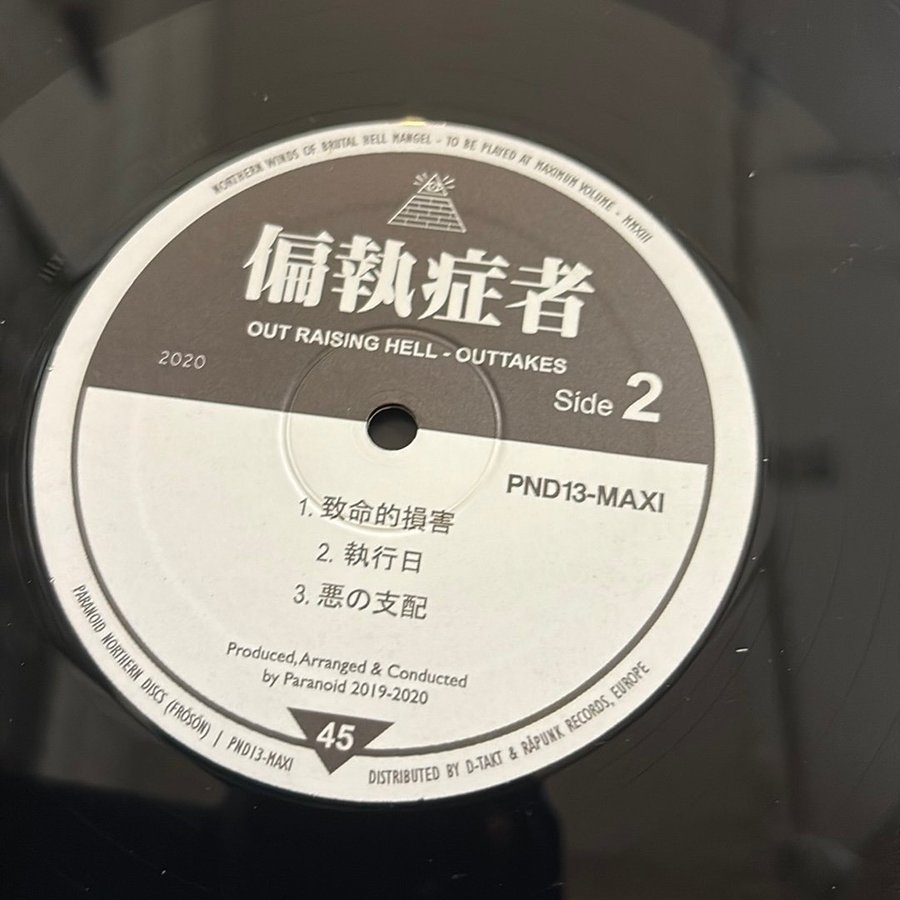 NORTHERN WINDS OF BRUTAL HELL MANGEL - TO BE PLAYED AT MAXIMUM VOLUME - MMXIII
偏執症者
OUT RAISING HELL - OUTTAKES
2020
Side 2
PND13-MAXI
1. 致命的損害
2. 執行日
3. 悪の支配
Produced, Arranged & Conducted
by Paranoid 2019-2020
45
PARANOID NORTHERN DISCS (FRÖSÖN) | PND13-MAXI
DISTRIBUTED BY D-TAKT & RÅPUNK RECORDS, EUROPE